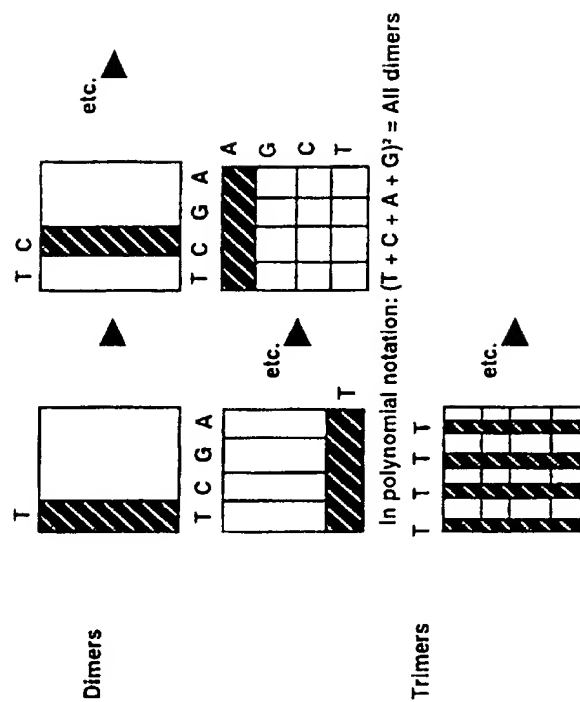 T
T C
Dimers
etc.
T C G A
T C G A
A
G
C
T
etc.
T
In polynomial notation: (T + C + A + G)² = All dimers
T T T T
Trimers
etc.